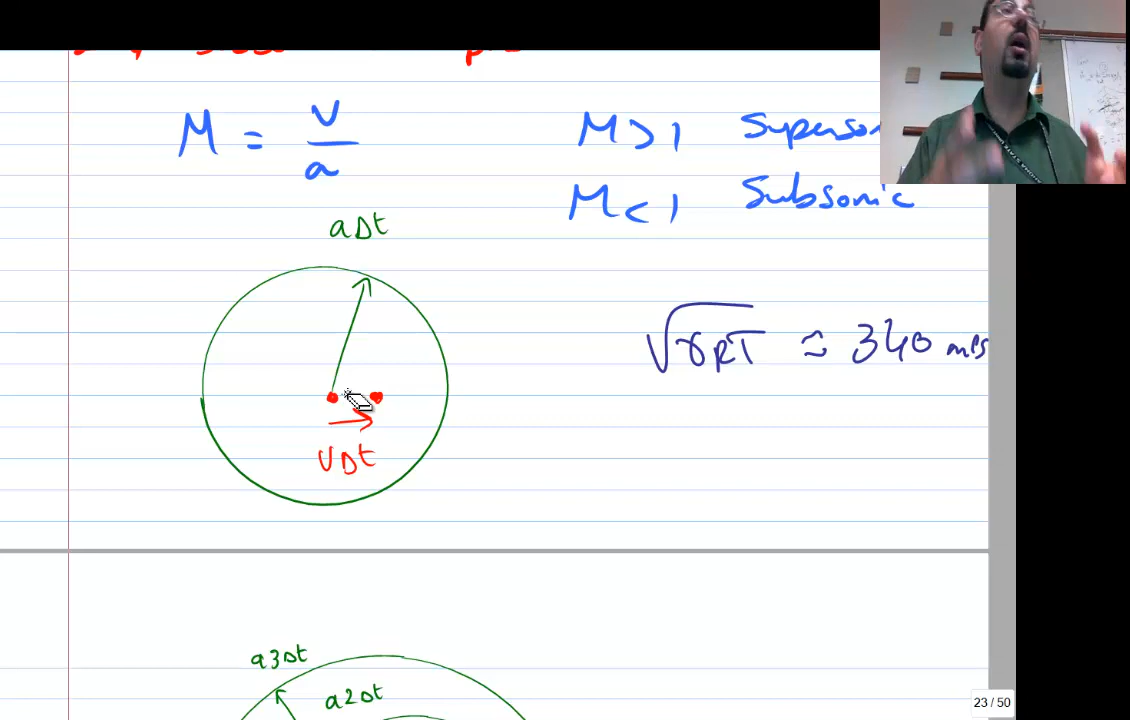 M = V/a
M > 1 Superson
M < 1 Subsonic
aΔt
√γRT ≈ 340 m/s
VΔt
a3Δt
a2Δt
23 / 50